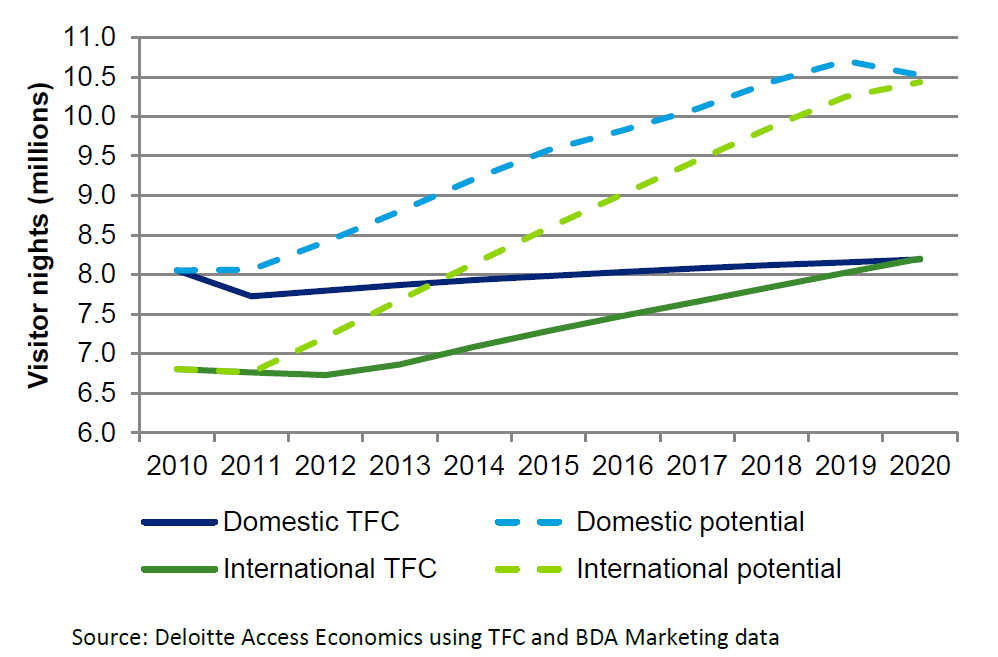 Visitor nights (millions)
11.0
10.5
10.0
9.5
9.0
8.5
8.0
7.5
7.0
6.5
6.0
2010 2011 2012 2013 2014 2015 2016 2017 2018 2019 2020
Domestic TFC Domestic potential
International TFC International potential
Source: Deloitte Access Economics using TFC and BDA Marketing data